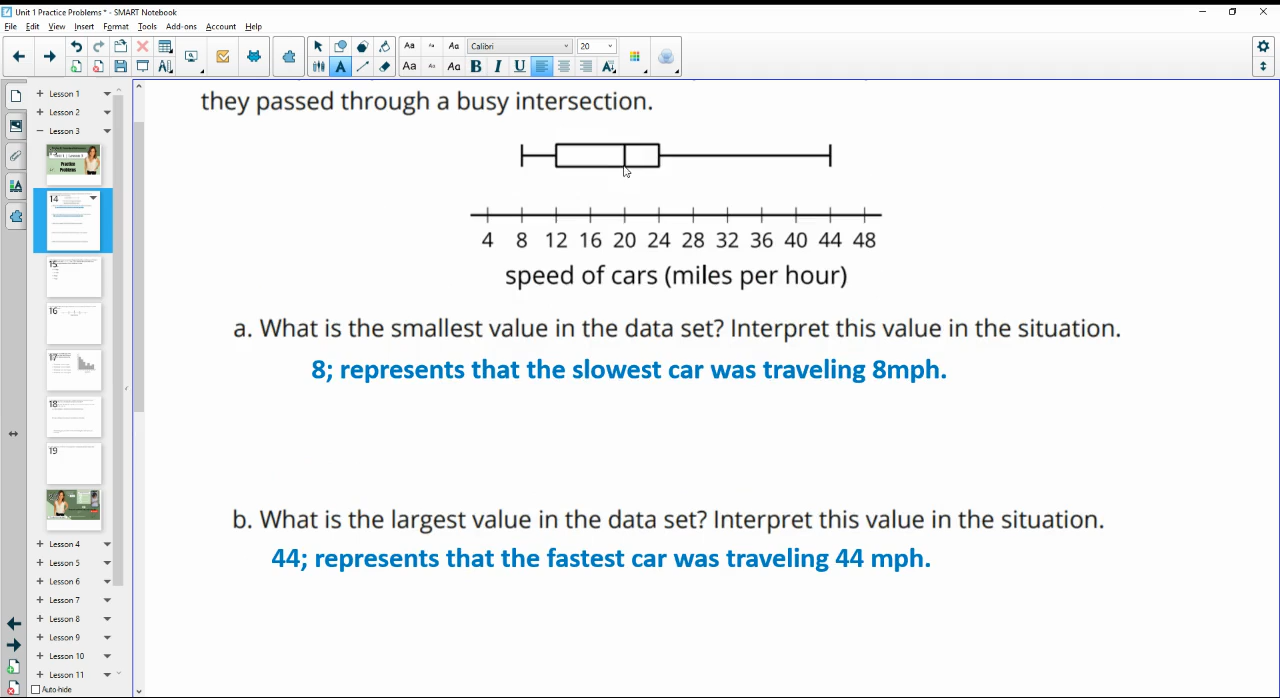 Unit 1 Practice Problems * - SMART Notebook
File Edit View Insert Format Tools Add-ons Account Help
Calibri
20
Lesson 1
Lesson 2
Lesson 3
Practice
Problems
14
15
16
17
18
19
Lesson 4
Lesson 5
Lesson 6
Lesson 7
Lesson 8
Lesson 9
Lesson 10
Lesson 11
Auto-hide
they passed through a busy intersection.
4 8 12 16 20 24 28 32 36 40 44 48
speed of cars (miles per hour)
a. What is the smallest value in the data set? Interpret this value in the situation.
8; represents that the slowest car was traveling 8mph.
b. What is the largest value in the data set? Interpret this value in the situation.
44; represents that the fastest car was traveling 44 mph.